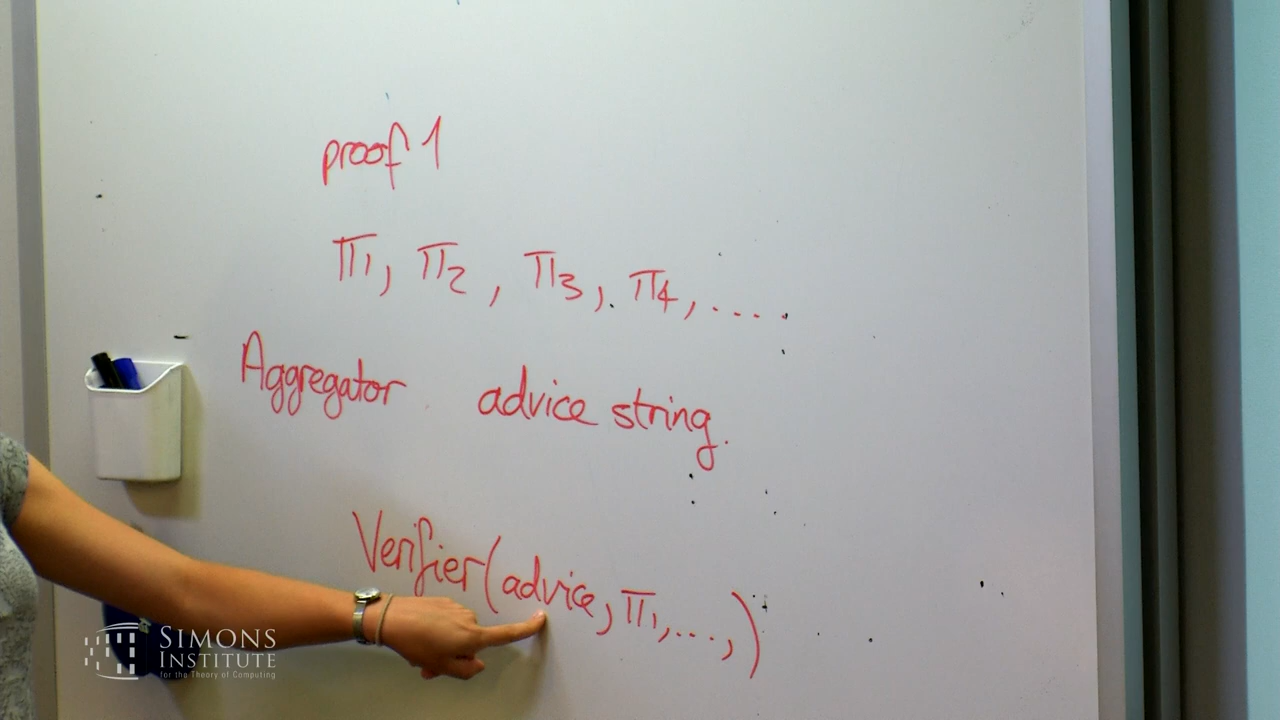 proof 1
π1, π2, π3, π4, ....
Aggregator advice string.
Verifier(advice, π1, ..., )
SIMONS
INSTITUTE
for the Theory of Computing